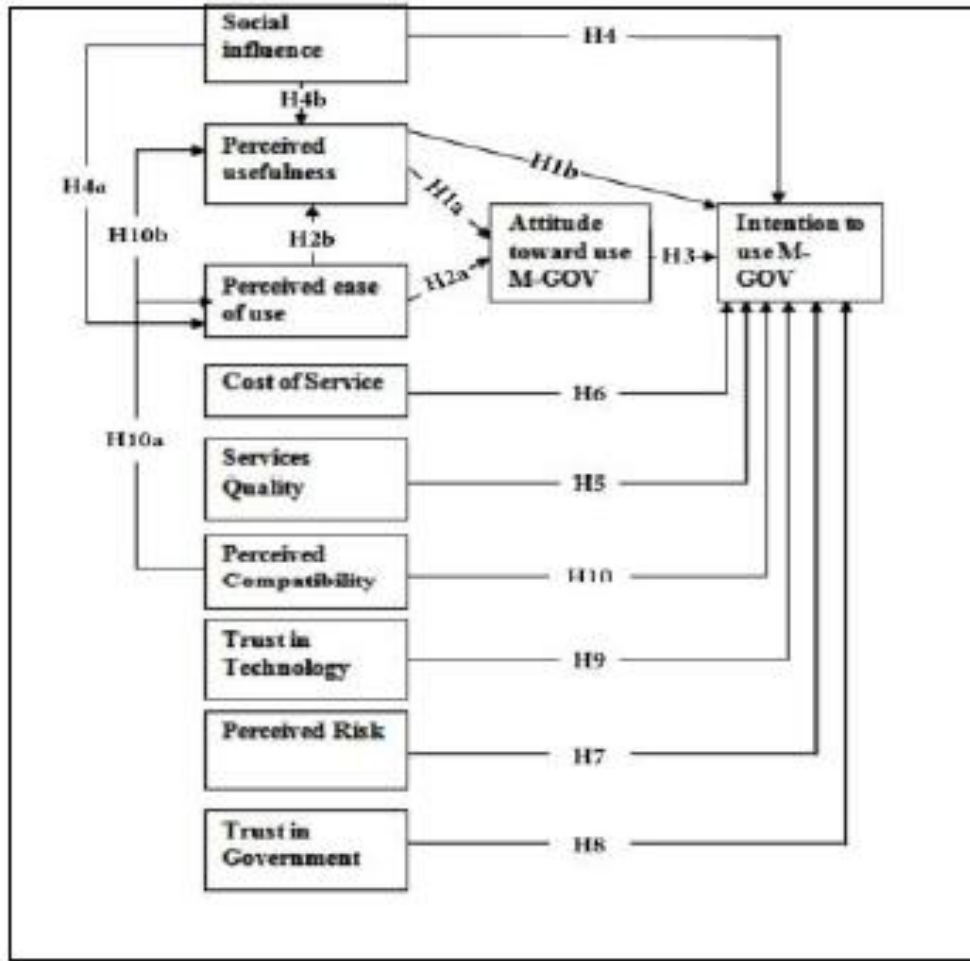 Social
influence
H4
H4b
Perceived
usefulness
H1b
H4a
H1a
H10b
H2b
Attitude
toward use
M-GOV
H3
Intention to
use M-
GOV
Perceived ease
of use
H2a
Cost of Service
H6
H10a
Services
Quality
H5
Perceived
Compatibility
H10
Trust in
Technology
H9
Perceived Risk
H7
Trust in
Government
H8